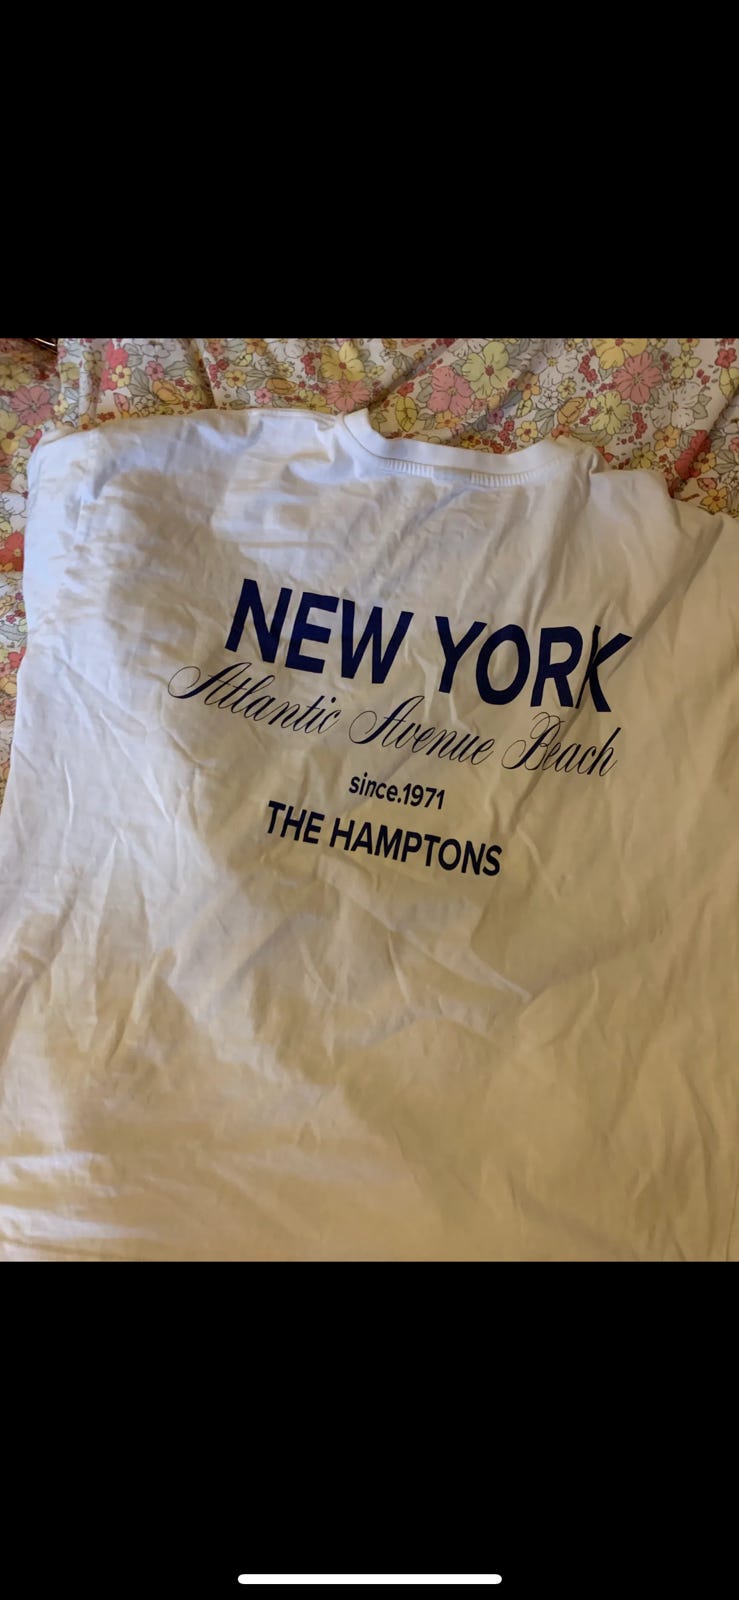 NEW YORK
Atlantic Avenue Beach
since.1971
THE HAMPTONS